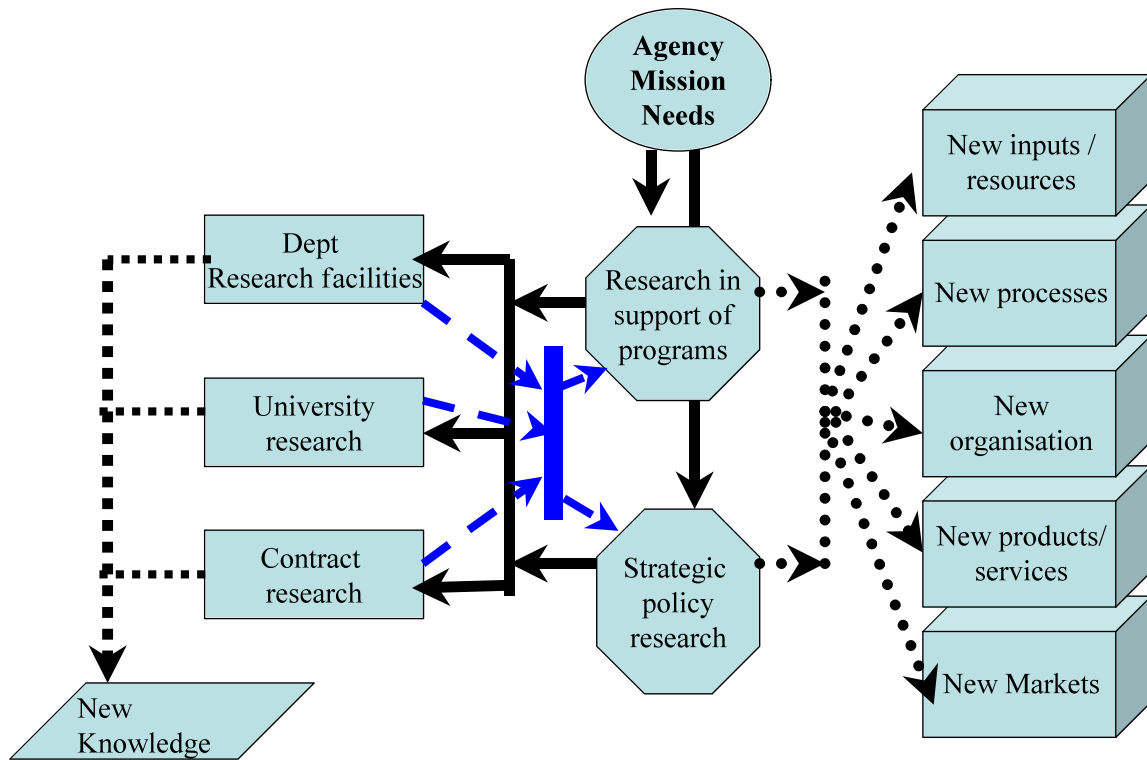 Agency
Mission
Needs
New inputs /
resources
Dept
Research facilities
Research in
support of
programs
New processes
University
research
New
organisation
Contract
research
Strategic
policy
research
New products/
services
New Markets
New
Knowledge